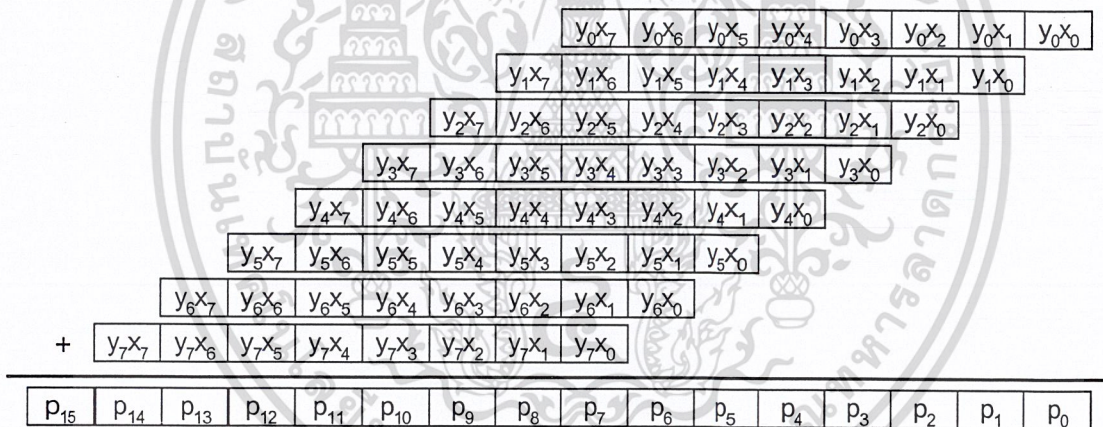 y₀x₇ y₀x₆ y₀x₅ y₀x₄ y₀x₃ y₀x₂ y₀x₁ y₀x₀
y₁x₇ y₁x₆ y₁x₅ y₁x₄ y₁x₃ y₁x₂ y₁x₁ y₁x₀
y₂x₇ y₂x₆ y₂x₅ y₂x₄ y₂x₃ y₂x₂ y₂x₁ y₂x₀
y₃x₇ y₃x₆ y₃x₅ y₃x₄ y₃x₃ y₃x₂ y₃x₁ y₃x₀
y₄x₇ y₄x₆ y₄x₅ y₄x₄ y₄x₃ y₄x₂ y₄x₁ y₄x₀
y₅x₇ y₅x₆ y₅x₅ y₅x₄ y₅x₃ y₅x₂ y₅x₁ y₅x₀
y₆x₇ y₆x₆ y₆x₅ y₆x₄ y₆x₃ y₆x₂ y₆x₁ y₆x₀
+ y₇x₇ y₇x₆ y₇x₅ y₇x₄ y₇x₃ y₇x₂ y₇x₁ y₇x₀
p₁₅ p₁₄ p₁₃ p₁₂ p₁₁ p₁₀ p₉ p₈ p₇ p₆ p₅ p₄ p₃ p₂ p₁ p₀